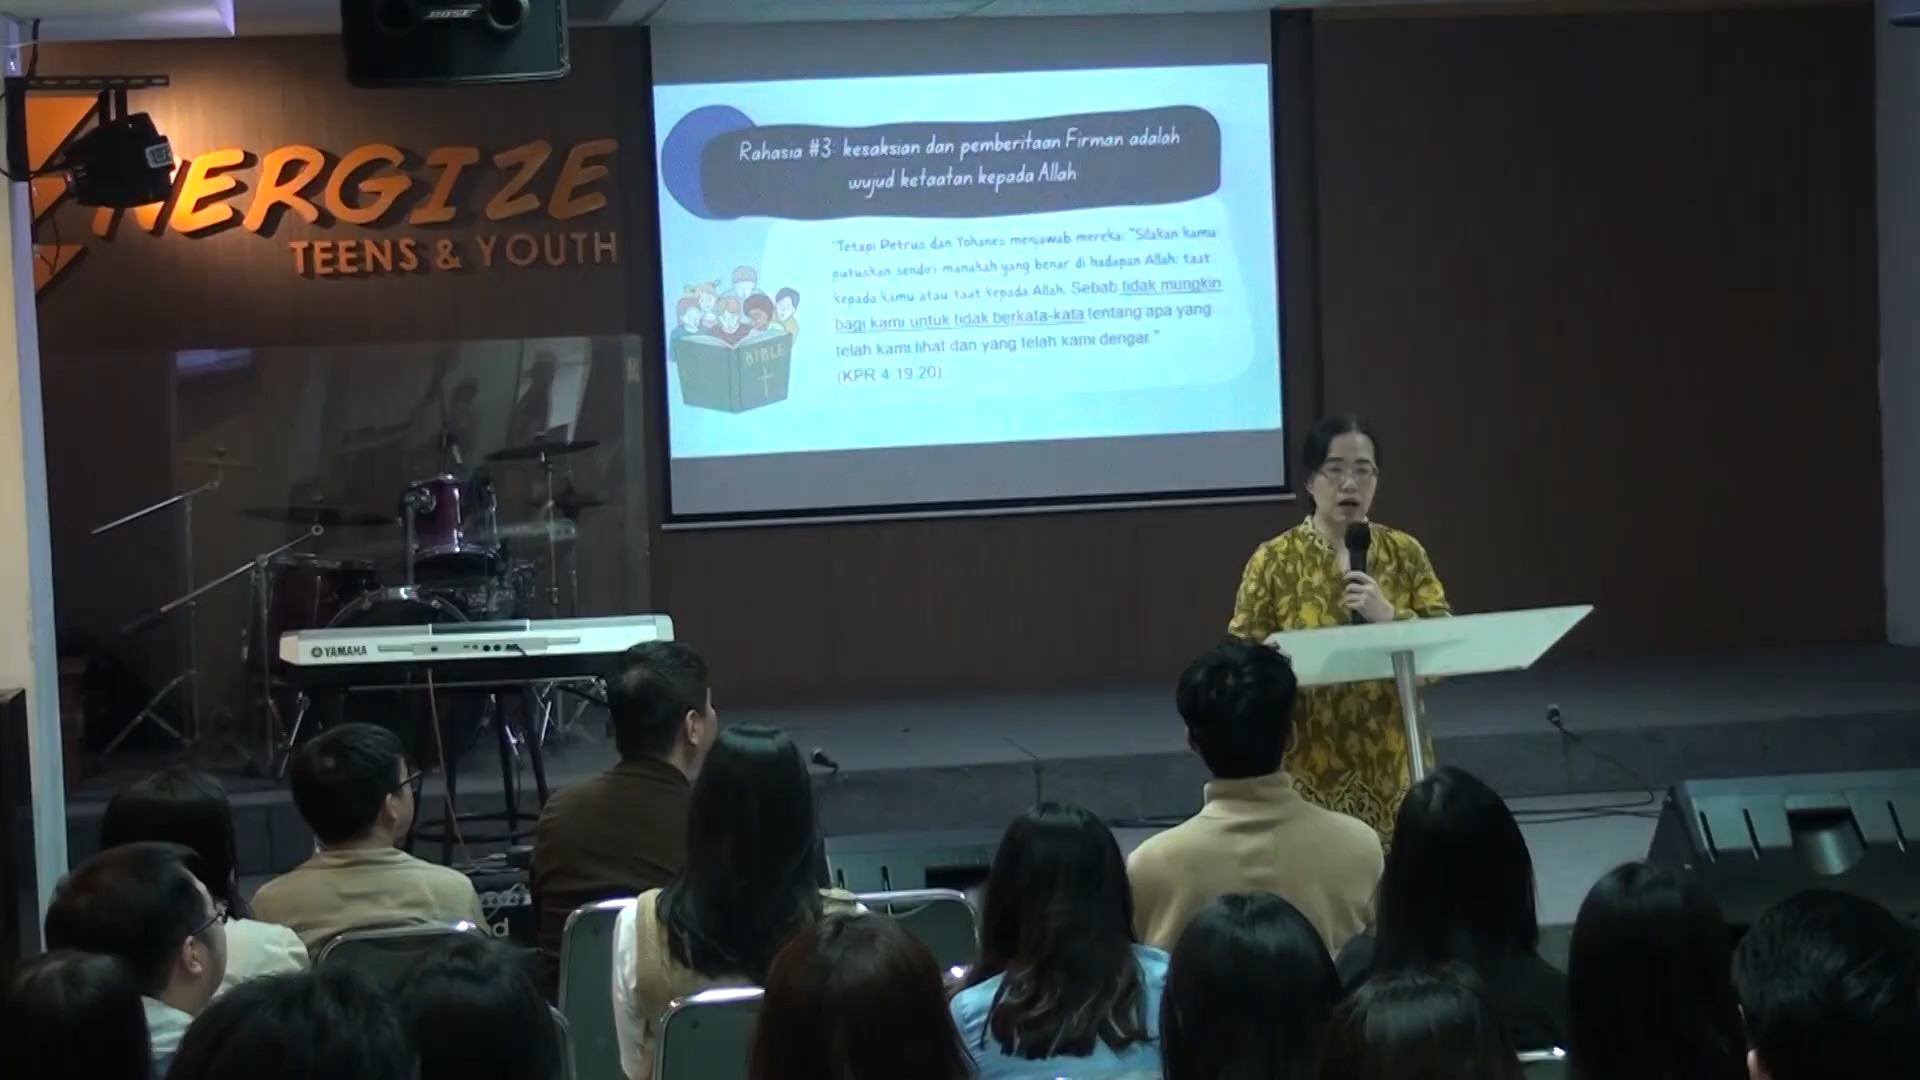 BOSE
NERGIZE
TEENS & YOUTH
Rahasia #3: kesaksian dan pemberitaan Firman adalah
wujud ketaatan kepada Allah
"Tetapi Petrus dan Yohanes menjawab mereka: "Silakan kamu
putuskan sendiri manakah yang benar di hadapan Allah: taat
kepada kamu atau taat kepada Allah. Sebab tidak mungkin
bagi kami untuk tidak berkata-kata tentang apa yang
telah kami lihat dan yang telah kami dengar."
(KPR 4:19,20)
BIBLE
YAMAHA